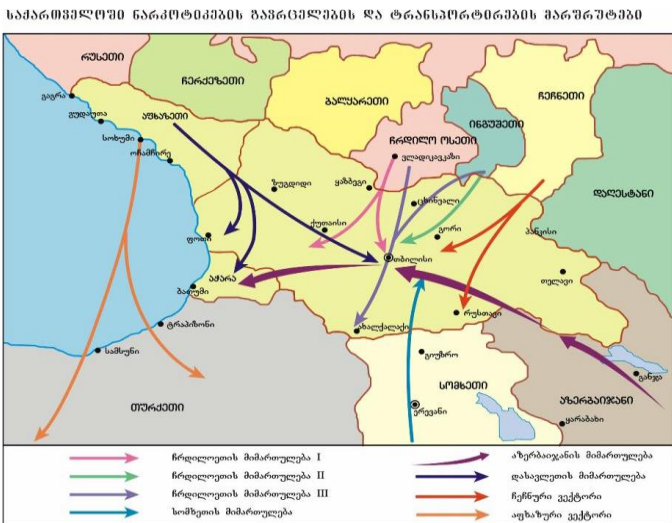 საქართველოში ნარკოტიკების გავრცელების და ტრანსპორტირების მარშრუტები
რუსეთი
ჩერქეზეთი
ბალყარეთი
ჩეჩნეთი
ინგუშეთი
ჩრდილო ოსეთი
ვლადიკავკაზი
დაღესტანი
გაგრა
გუდაუთა
აფხაზეთი
სოხუმი
ოჩამჩირე
ზუგდიდი
ყაზბეგი
ცხინვალი
ქუთაისი
გორი
პანკისი
ფოთი
თბილისი
თელავი
აჭარა
ბათუმი
რუსთავი
ტრაპიზონი
ახალქალაქი
სამსუნი
გიუმრო
განჯა
სომხეთი
აზერბაიჯანი
თურქეთი
ერევანი
ყარაბახი
ჩრდილოეთის მიმართულება I
აზერბაიჯანის მიმართულება
ჩრდილოეთის მიმართულება II
დასავლეთის მიმართულება
ჩრდილოეთის მიმართულება III
ჩეჩნური ვექტორი
სომხეთის მიმართულება
აფხაზური ვექტორი